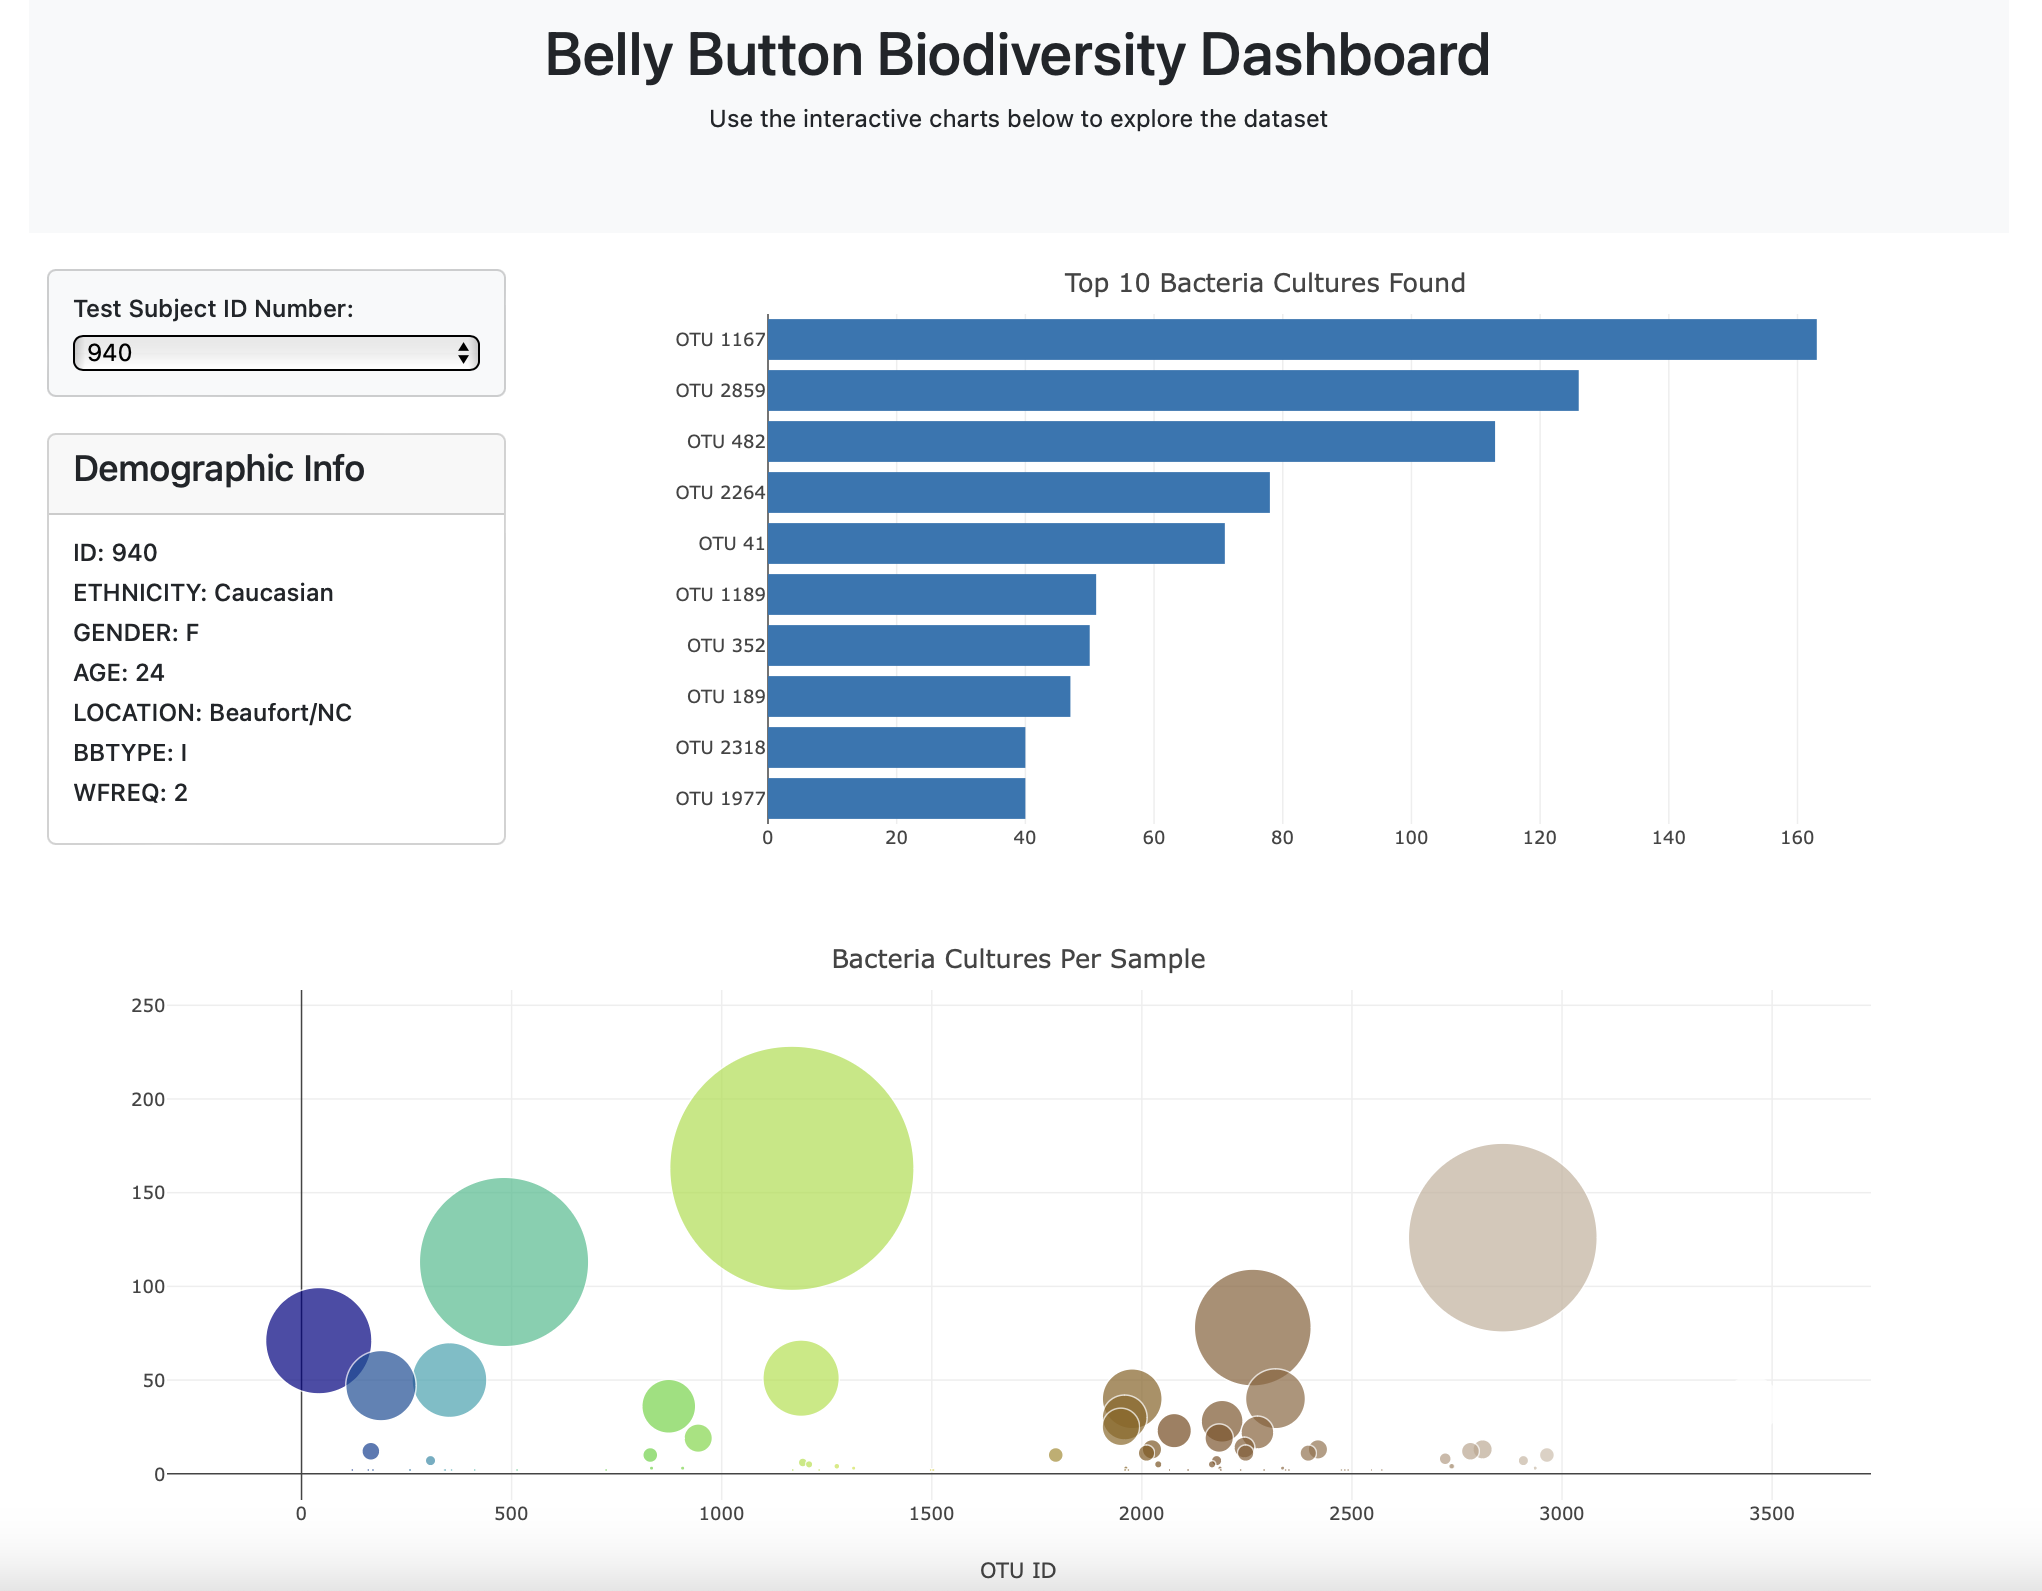 Belly Button Biodiversity Dashboard
Use the interactive charts below to explore the dataset
Test Subject ID Number:
940
Demographic Info
ID: 940
ETHNICITY: Caucasian
GENDER: F
AGE: 24
LOCATION: Beaufort/NC
BBTYPE: I
WFREQ: 2
Top 10 Bacteria Cultures Found
OTU 1167
OTU 2859
OTU 482
OTU 2264
OTU 41
OTU 1189
OTU 352
OTU 189
OTU 2318
OTU 1977
0 20 40 60 80 100 120 140 160
Bacteria Cultures Per Sample
250
200
150
100
50
0
0 500 1000 1500 2000 2500 3000 3500
OTU ID